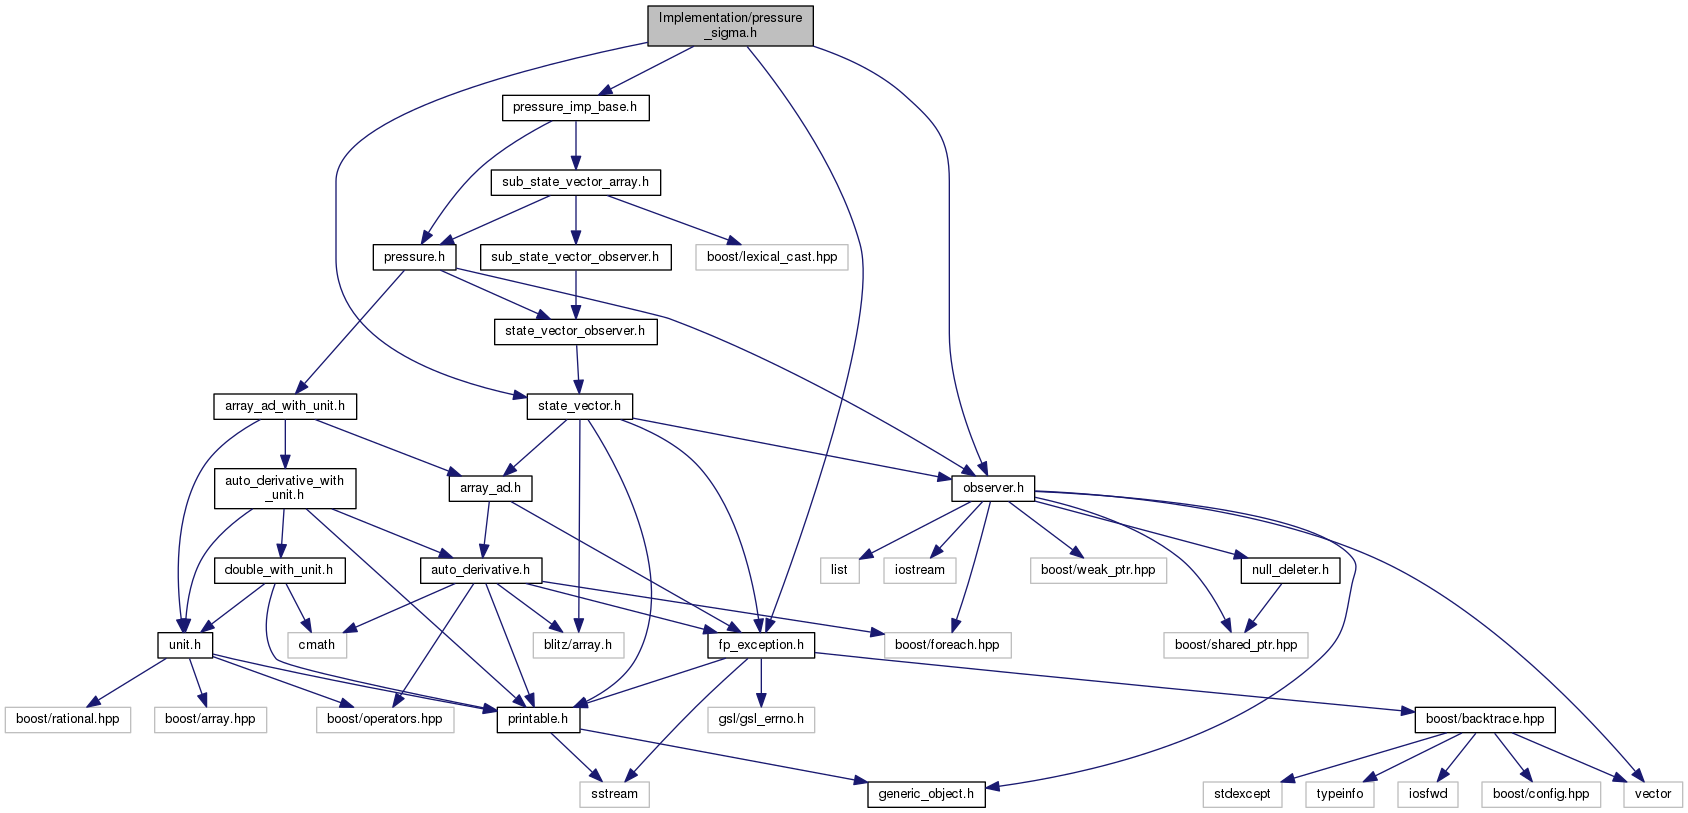 Implementation/pressure
_sigma.h
pressure_imp_base.h
sub_state_vector_array.h
pressure.h
sub_state_vector_observer.h
boost/lexical_cast.hpp
state_vector_observer.h
array_ad_with_unit.h
state_vector.h
auto_derivative_with
_unit.h
array_ad.h
observer.h
double_with_unit.h
auto_derivative.h
list
iostream
boost/weak_ptr.hpp
null_deleter.h
unit.h
cmath
blitz/array.h
fp_exception.h
boost/foreach.hpp
boost/shared_ptr.hpp
boost/rational.hpp
boost/array.hpp
boost/operators.hpp
printable.h
gsl/gsl_errno.h
boost/backtrace.hpp
sstream
generic_object.h
stdexcept
typeinfo
iosfwd
boost/config.hpp
vector